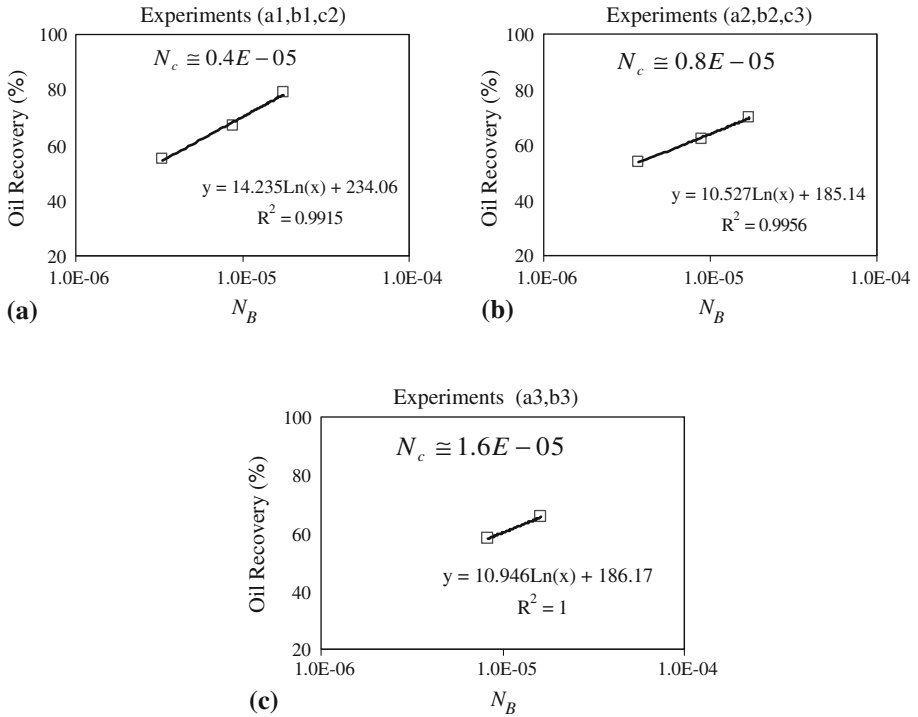 Experiments (a1,b1,c2)
100
80
60
40
20
Oil Recovery (%)
N_c ≅ 0.4E − 05
y = 14.235Ln(x) + 234.06
R² = 0.9915
1.0E-06
1.0E-05
1.0E-04
N_B
(a)
Experiments (a2,b2,c3)
100
80
60
40
20
Oil Recovery (%)
N_c ≅ 0.8E − 05
y = 10.527Ln(x) + 185.14
R² = 0.9956
1.0E-06
1.0E-05
1.0E-04
N_B
(b)
Experiments (a3,b3)
100
80
60
40
20
Oil Recovery (%)
N_c ≅ 1.6E − 05
y = 10.946Ln(x) + 186.17
R² = 1
1.0E-06
1.0E-05
1.0E-04
N_B
(c)